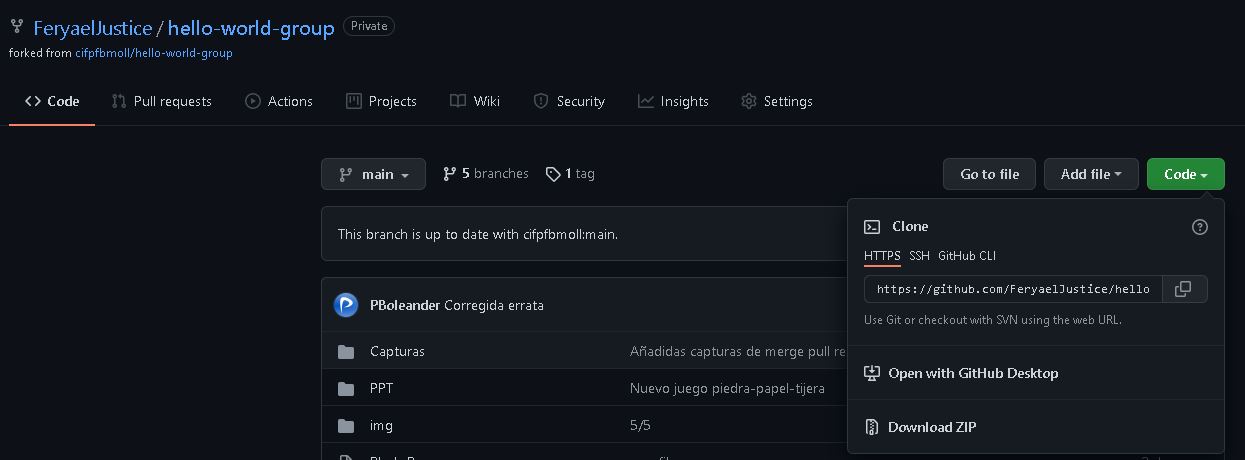 FeryaelJustice / hello-world-group Private
forked from cifpfbmoll/hello-world-group
Code Pull requests Actions Projects Wiki Security Insights Settings
main 5 branches 1 tag Go to file Add file Code
Clone
This branch is up to date with cifpfbmoll:main.
HTTPS SSH GitHub CLI
https://github.com/FeryaelJustice/hello
PBoleander Corregida errata
Use Git or checkout with SVN using the web URL.
Capturas Añadidas capturas de merge pull re
Open with GitHub Desktop
PPT Nuevo juego piedra-papel-tijera
img 5/5
Download ZIP